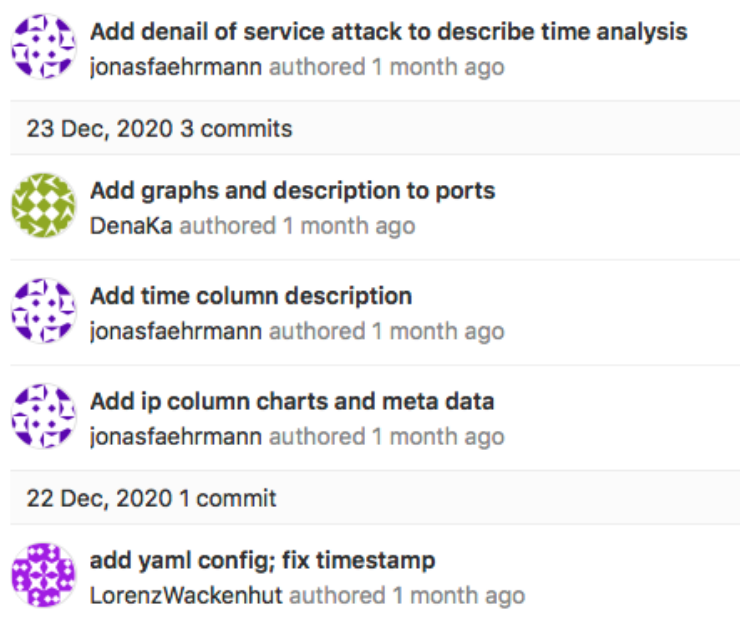 Add denail of service attack to describe time analysis
jonasfaehrmann authored 1 month ago
23 Dec, 2020 3 commits
Add graphs and description to ports
DenaKa authored 1 month ago
Add time column description
jonasfaehrmann authored 1 month ago
Add ip column charts and meta data
jonasfaehrmann authored 1 month ago
22 Dec, 2020 1 commit
add yaml config; fix timestamp
LorenzWackenhut authored 1 month ago